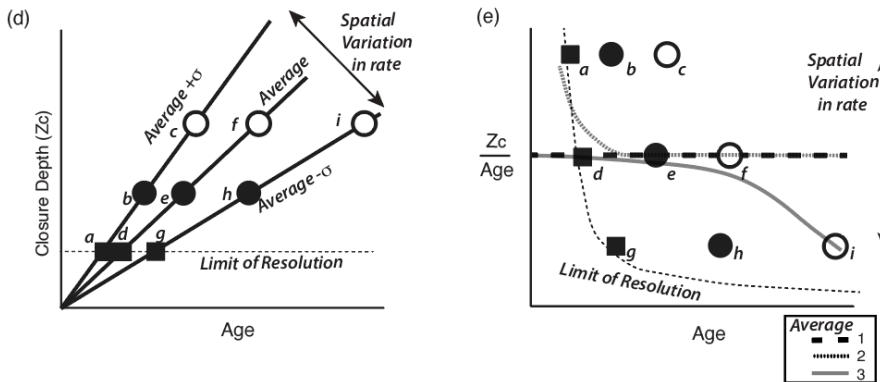 (d)
Closure Depth (Zc)
Age
Average +σ
Average
Average-σ
Spatial
Variation
in rate
Limit of Resolution
a
b
c
d
e
f
g
h
i
(e)
Zc
Age
Age
Spatial
Variation
in rate
Limit of Resolution
a
b
c
d
e
f
g
h
i
Average
1
2
3